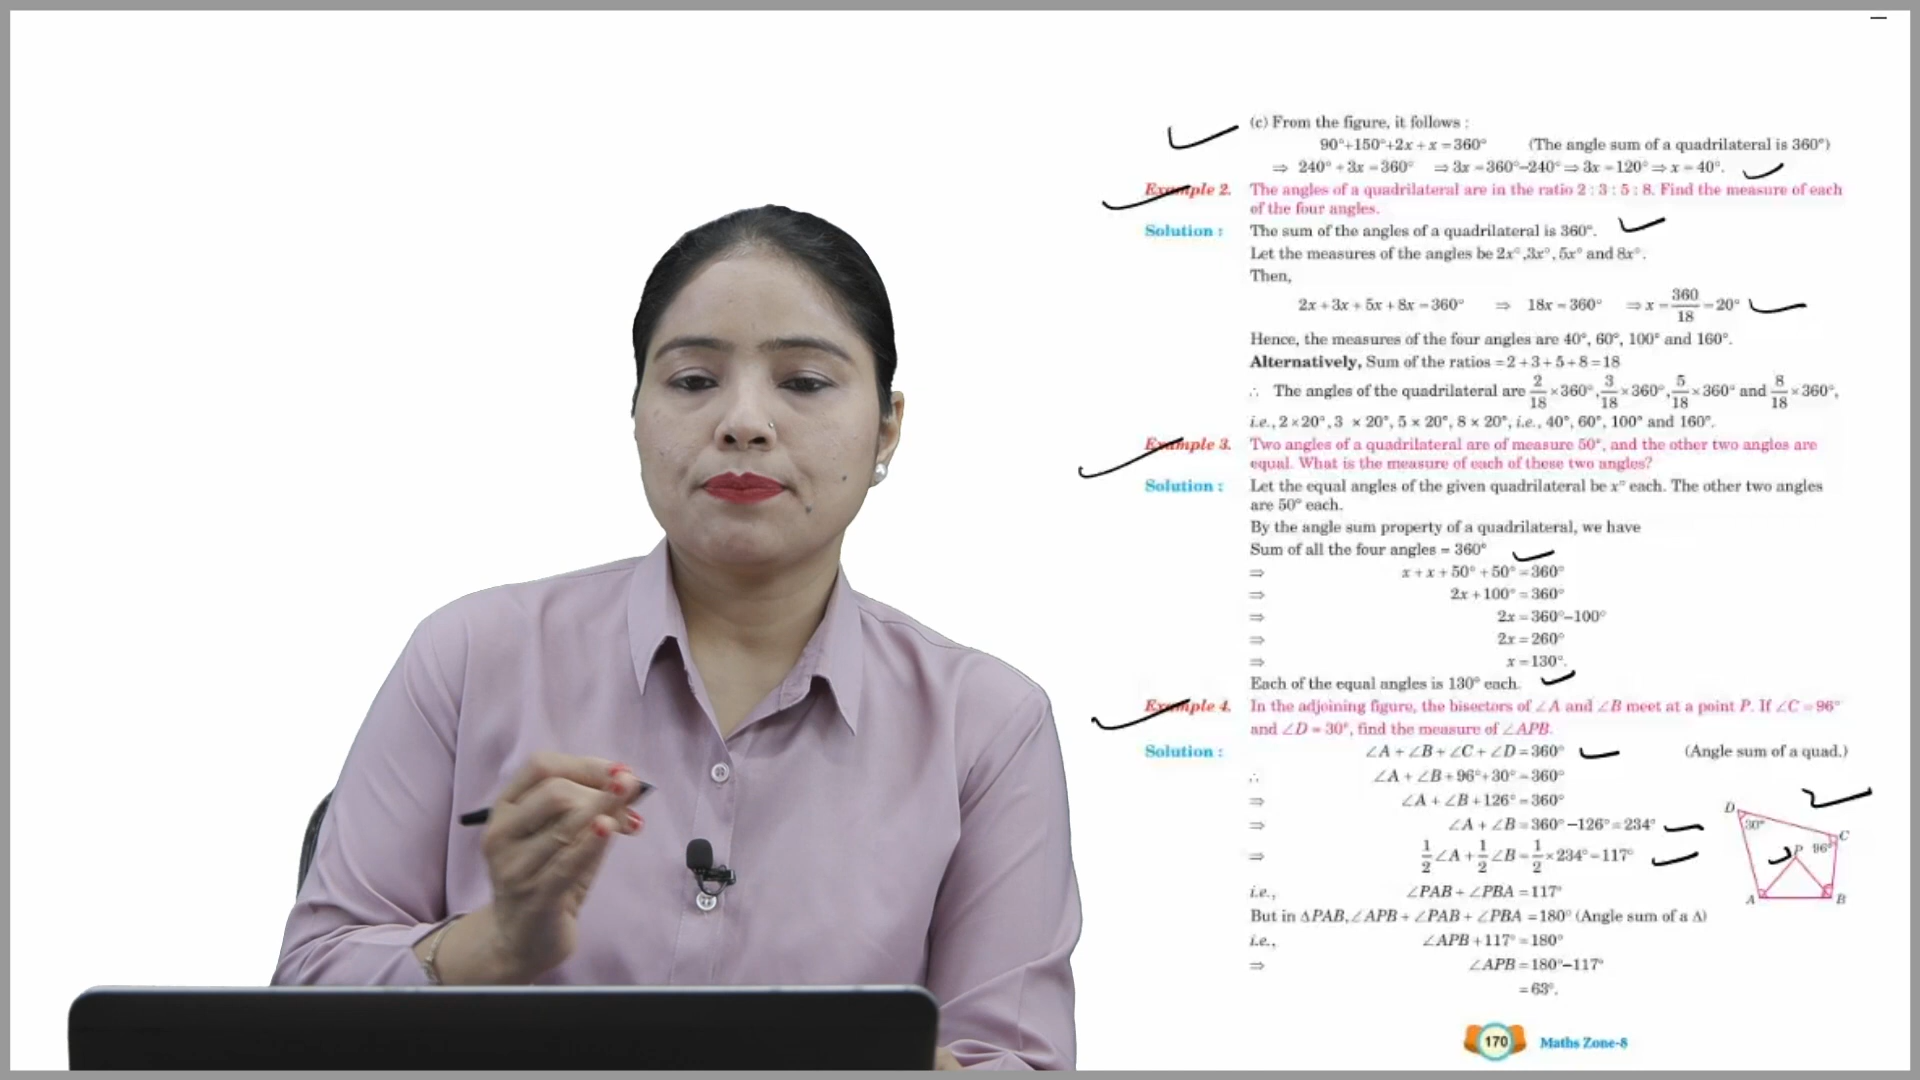 (c) From the figure, it follows :
90°+150°+2x + x = 360° (The angle sum of a quadrilateral is 360°)
⇒ 240° + 3x = 360° ⇒ 3x = 360°–240° ⇒ 3x = 120° ⇒ x = 40°.
Example 2. The angles of a quadrilateral are in the ratio 2 : 3 : 5 : 8. Find the measure of each
of the four angles.
Solution : The sum of the angles of a quadrilateral is 360°.
Let the measures of the angles be 2x°, 3x°, 5x° and 8x°.
Then,
2x + 3x + 5x + 8x = 360° ⇒ 18x = 360° ⇒ x = 360/18 = 20°
Hence, the measures of the four angles are 40°, 60°, 100° and 160°.
Alternatively, Sum of the ratios = 2 + 3 + 5 + 8 = 18
∴ The angles of the quadrilateral are 2/18 × 360°, 3/18 × 360°, 5/18 × 360° and 8/18 × 360°,
i.e., 2 × 20°, 3 × 20°, 5 × 20°, 8 × 20°, i.e., 40°, 60°, 100° and 160°.
Example 3. Two angles of a quadrilateral are of measure 50°, and the other two angles are
equal. What is the measure of each of these two angles?
Solution : Let the equal angles of the given quadrilateral be x° each. The other two angles
are 50° each.
By the angle sum property of a quadrilateral, we have
Sum of all the four angles = 360°
⇒ x + x + 50° + 50° = 360°
⇒ 2x + 100° = 360°
⇒ 2x = 360°–100°
⇒ 2x = 260°
⇒ x = 130°.
Each of the equal angles is 130° each.
Example 4. In the adjoining figure, the bisectors of ∠A and ∠B meet at a point P. If ∠C = 96°
and ∠D = 30°, find the measure of ∠APB.
Solution : ∠A + ∠B + ∠C + ∠D = 360° (Angle sum of a quad.)
∴ ∠A + ∠B + 96° + 30° = 360°
⇒ ∠A + ∠B + 126° = 360°
⇒ ∠A + ∠B = 360° – 126° = 234°
⇒ 1/2 ∠A + 1/2 ∠B = 1/2 × 234° = 117°
i.e., ∠PAB + ∠PBA = 117°
But in ΔPAB, ∠APB + ∠PAB + ∠PBA = 180° (Angle sum of a Δ)
i.e., ∠APB + 117° = 180°
⇒ ∠APB = 180°–117°
= 63°.
D
30°
C
96°
P
A
B
170 Maths Zone-8